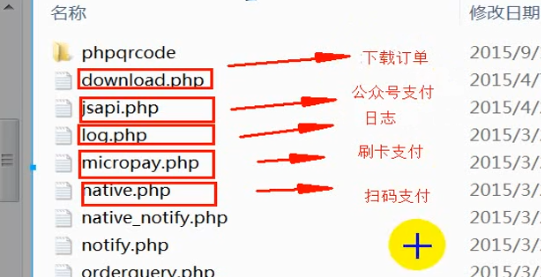 名称 修改日期
phpqrcode 2015/9/
download.php 下载订单 2015/4/
jsapi.php 公众号支付 2015/4/
log.php 日志 2015/3/
micropay.php 刷卡支付 2015/3/
native.php 扫码支付 2015/3/
native_notify.php 2015/3/
notify.php 2015/3/
orderquery.php 2015/3/